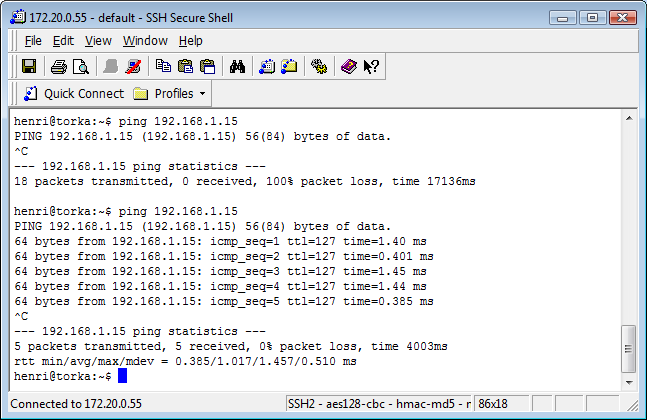 172.20.0.55 - default - SSH Secure Shell
File Edit View Window Help
Quick Connect Profiles
henri@torka:~$ ping 192.168.1.15
PING 192.168.1.15 (192.168.1.15) 56(84) bytes of data.
^C
--- 192.168.1.15 ping statistics ---
18 packets transmitted, 0 received, 100% packet loss, time 17136ms
henri@torka:~$ ping 192.168.1.15
PING 192.168.1.15 (192.168.1.15) 56(84) bytes of data.
64 bytes from 192.168.1.15: icmp_seq=1 ttl=127 time=1.40 ms
64 bytes from 192.168.1.15: icmp_seq=2 ttl=127 time=0.401 ms
64 bytes from 192.168.1.15: icmp_seq=3 ttl=127 time=1.45 ms
64 bytes from 192.168.1.15: icmp_seq=4 ttl=127 time=1.44 ms
64 bytes from 192.168.1.15: icmp_seq=5 ttl=127 time=0.385 ms
^C
--- 192.168.1.15 ping statistics ---
5 packets transmitted, 5 received, 0% packet loss, time 4003ms
rtt min/avg/max/mdev = 0.385/1.017/1.457/0.510 ms
henri@torka:~$
Connected to 172.20.0.55 SSH2 - aes128-cbc - hmac-md5 - 86x18